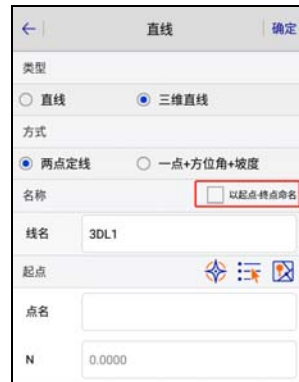 直线 确定
类型
直线 三维直线
方式
两点定线 一点+方位角+坡度
名称 以起点-终点命名
线名 3DL1
起点
点名
N 0.0000